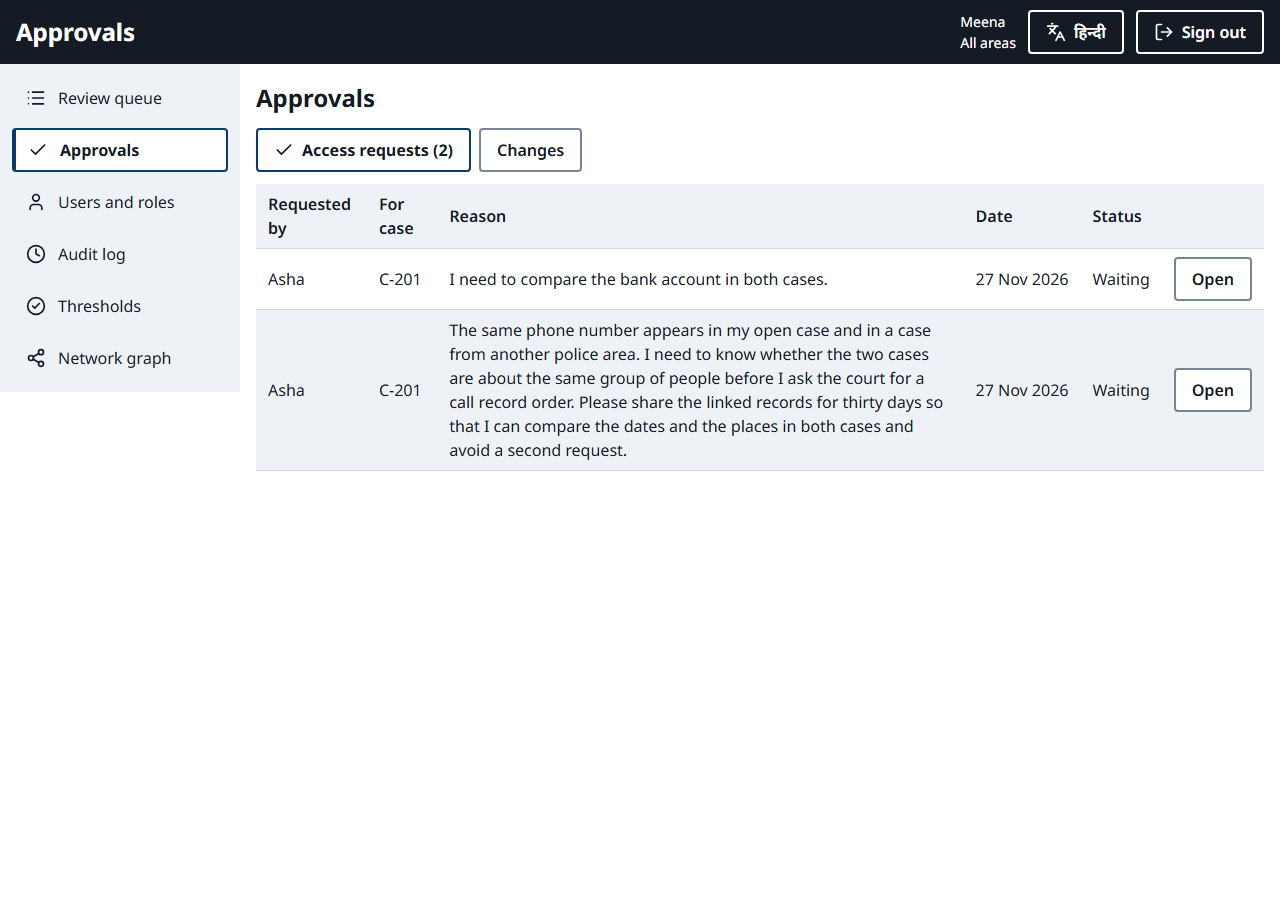 Approvals
Meena
All areas
हिन्दी
Sign out
Review queue
Approvals
Users and roles
Audit log
Thresholds
Network graph
Approvals
Access requests (2)
Changes
Requested by
For case
Reason
Date
Status
Asha
C-201
I need to compare the bank account in both cases.
27 Nov 2026
Waiting
Open
Asha
C-201
The same phone number appears in my open case and in a case
from another police area. I need to know whether the two cases
are about the same group of people before I ask the court for a
call record order. Please share the linked records for thirty days so
that I can compare the dates and the places in both cases and
avoid a second request.
27 Nov 2026
Waiting
Open